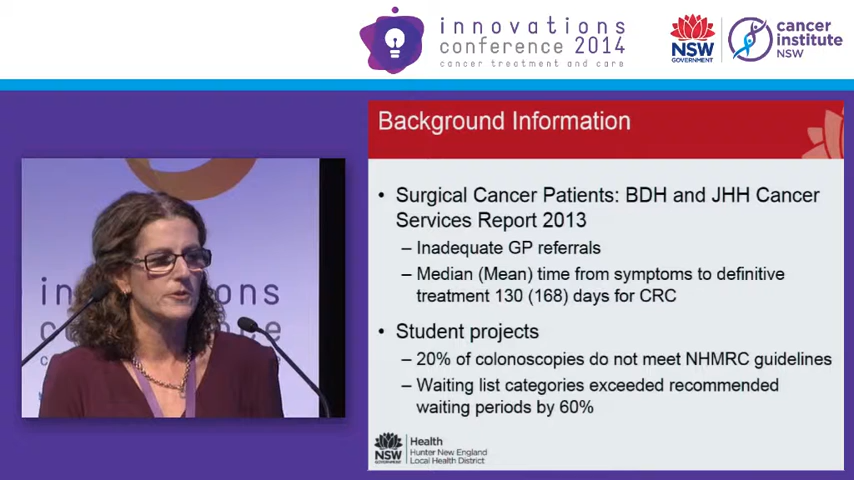 innovations
conference 2014
cancer treatment and care
NSW
GOVERNMENT
cancer
institute
NSW
Background Information
• Surgical Cancer Patients: BDH and JHH Cancer
Services Report 2013
– Inadequate GP referrals
– Median (Mean) time from symptoms to definitive
treatment 130 (168) days for CRC
• Student projects
– 20% of colonoscopies do not meet NHMRC guidelines
– Waiting list categories exceeded recommended
waiting periods by 60%
NSW
GOVERNMENT
Health
Hunter New England
Local Health District